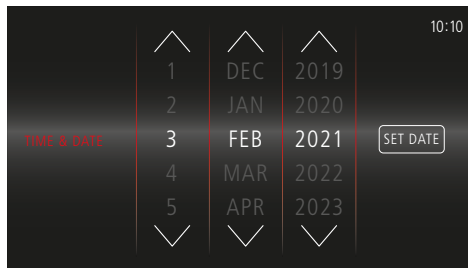 10:10
1 DEC 2019
2 JAN 2020
TIME & DATE 3 FEB 2021 SET DATE
4 MAR 2022
5 APR 2023